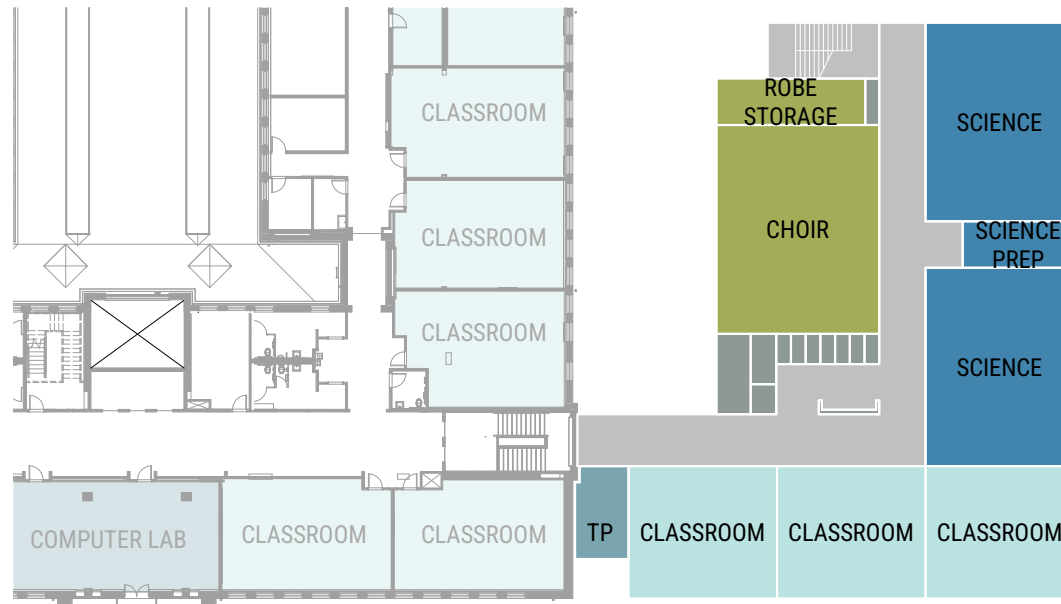 CLASSROOM
ROBE
STORAGE
SCIENCE
CHOIR
CLASSROOM
SCIENCE
PREP
CLASSROOM
SCIENCE
COMPUTER LAB
CLASSROOM
CLASSROOM
TP
CLASSROOM
CLASSROOM
CLASSROOM